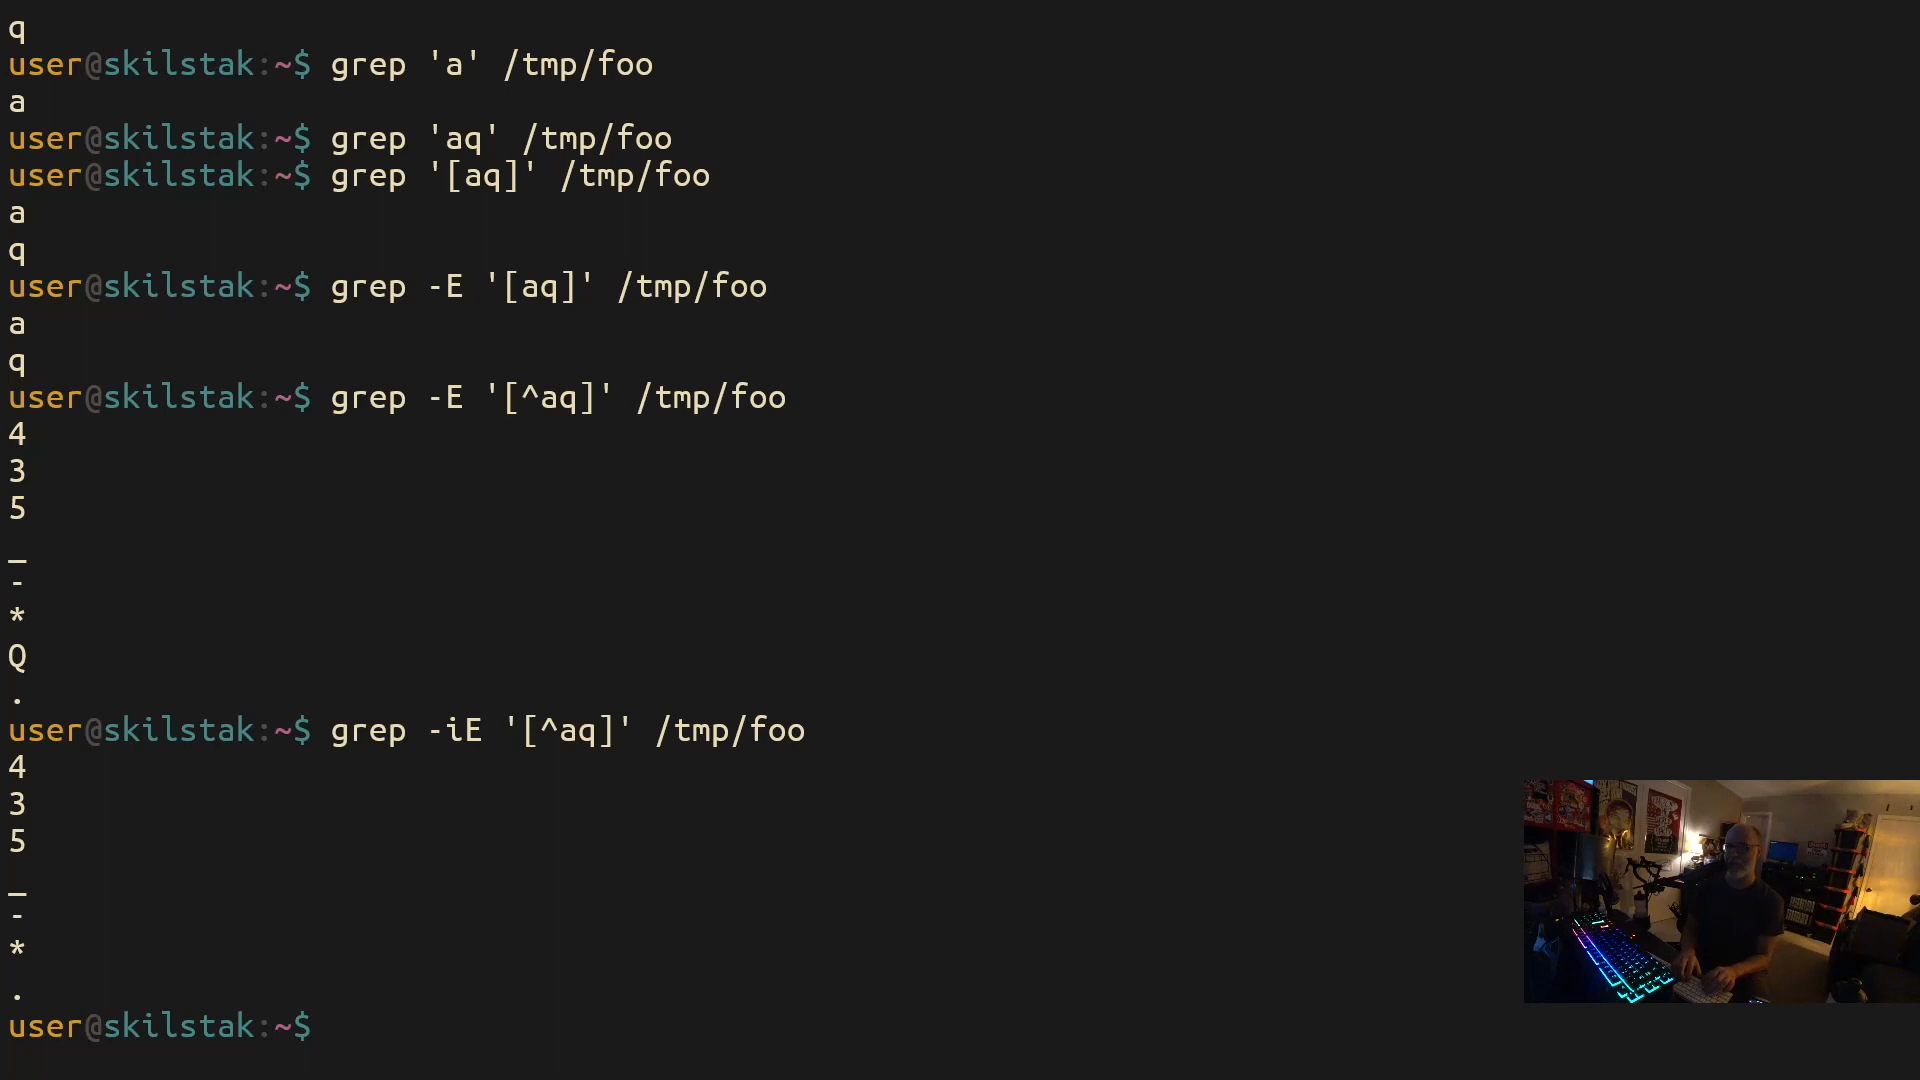 q
user@skilstak:~$ grep 'a' /tmp/foo
a
user@skilstak:~$ grep 'aq' /tmp/foo
user@skilstak:~$ grep '[aq]' /tmp/foo
a
q
user@skilstak:~$ grep -E '[aq]' /tmp/foo
a
q
user@skilstak:~$ grep -E '[^aq]' /tmp/foo
4
3
5
_
-
*
Q
.
user@skilstak:~$ grep -iE '[^aq]' /tmp/foo
4
3
5
_
-
*
.
user@skilstak:~$